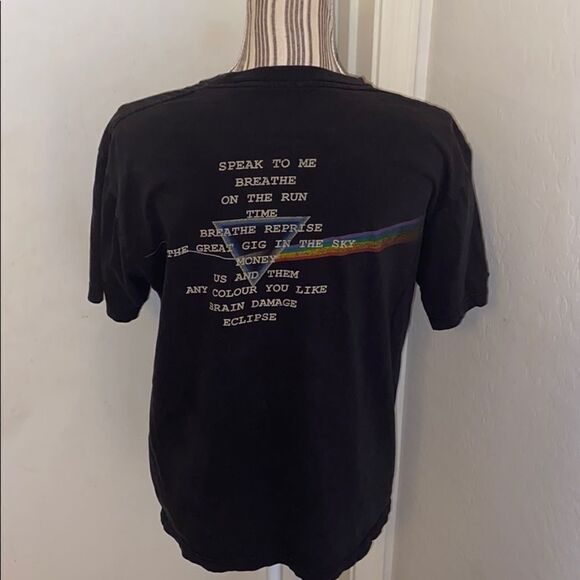 SPEAK TO ME
BREATHE
ON THE RUN
TIME
BREATHE REPRISE
THE GREAT GIG IN THE SKY
MONEY
US AND THEM
ANY COLOUR YOU LIKE
BRAIN DAMAGE
ECLIPSE